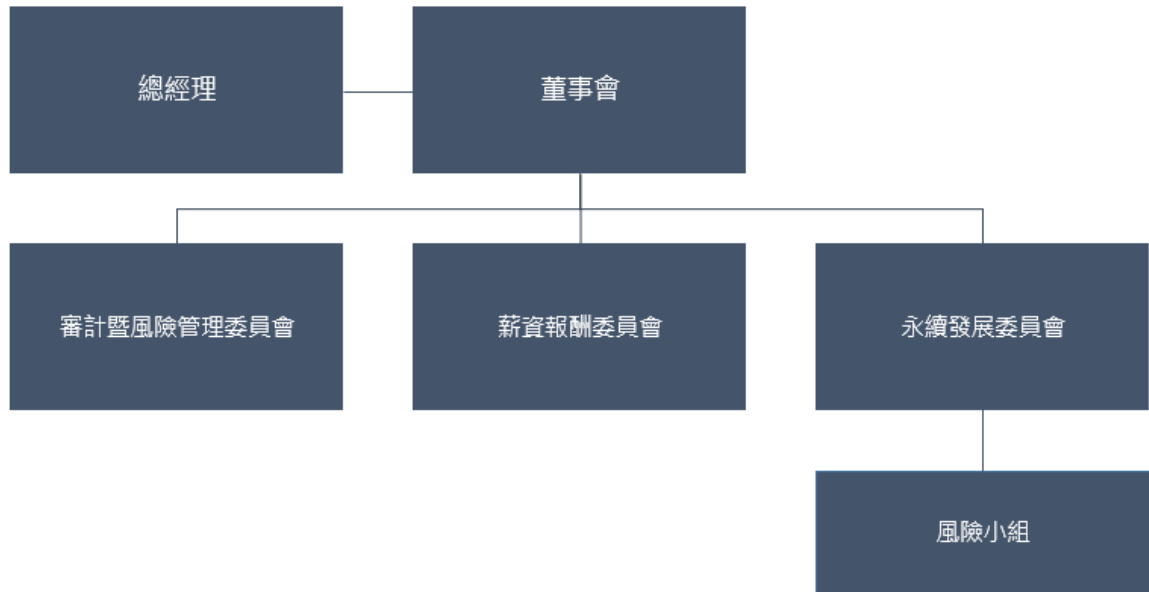 總經理
董事會
審計暨風險管理委員會
薪資報酬委員會
永續發展委員會
風險小組